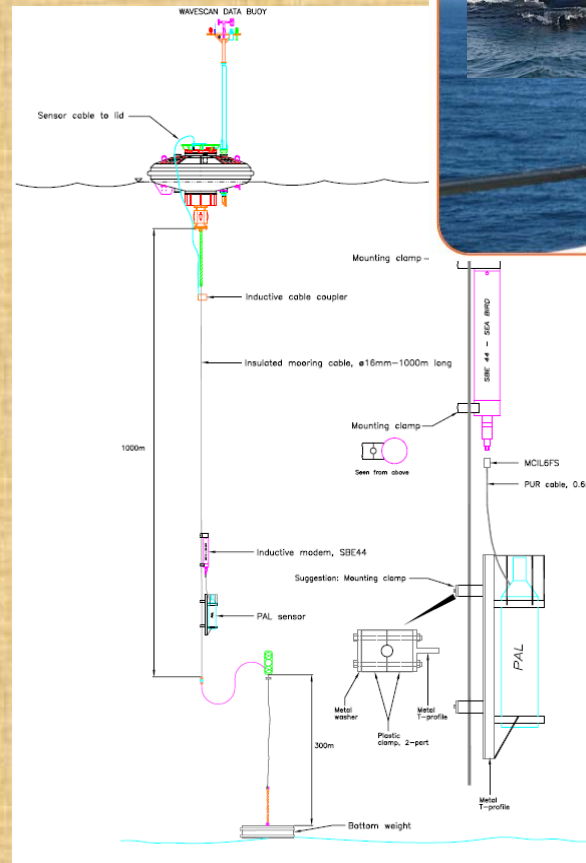 WAVESCAN DATA BUOY
Sensor cable to lid
Mounting clamp
Inductive cable coupler
SBE 44 - SEA BIRD
Insulated mooring cable, ø16mm-1000m long
Mounting clamp
1000m
Seen from above
MCIL6FS
PUR cable, 0.6
Inductive modem, SBE44
Suggestion: Mounting clamp
PAL sensor
PAL
PAL
Metal
washer
Metal
T-profile
Plastic
clamp, 2-part
300m
Metal
T-profile
Bottom weight